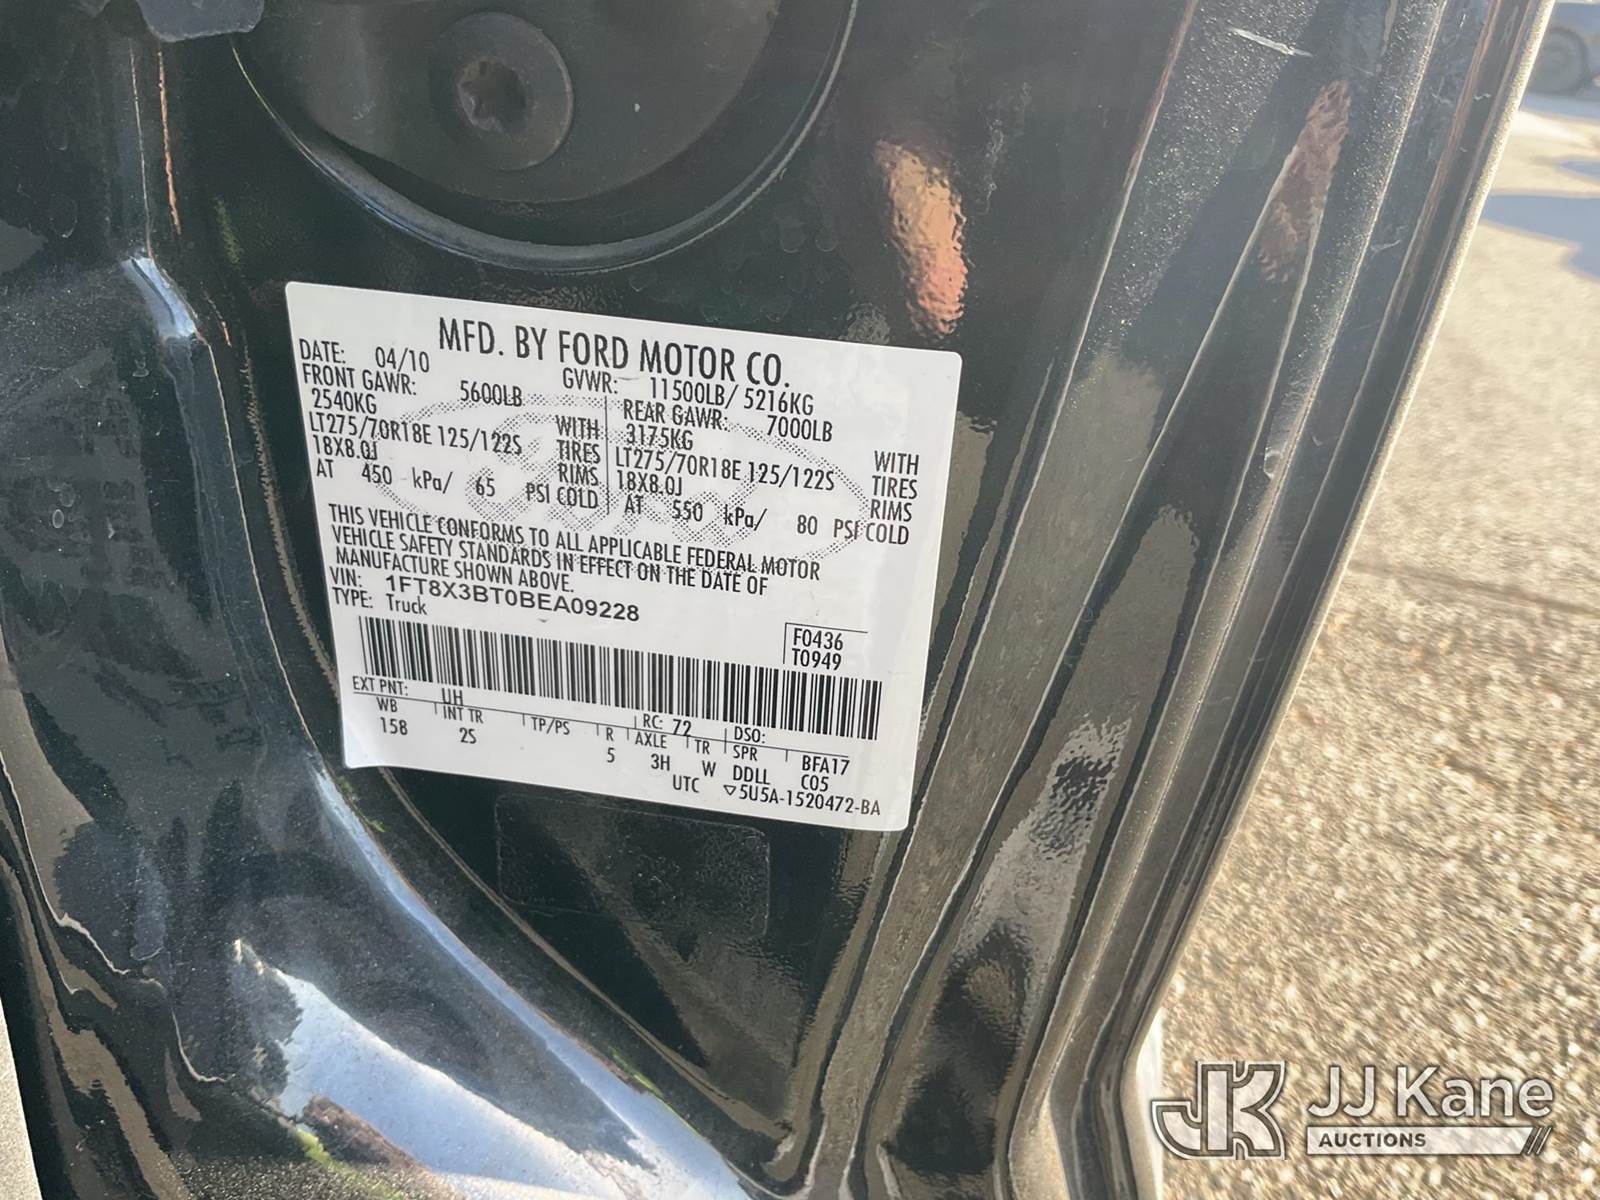 MFD. BY FORD MOTOR CO.
DATE: 04/10 GVWR: 11500LB/ 5216KG
FRONT GAWR: 5600LB REAR GAWR: 7000LB
2540KG WITH 3175KG WITH
LT275/70R18E 125/122S TIRES LT275/70R18E 125/122S TIRES
18X8.0J RIMS 18X8.0J RIMS
AT 450 kPa/ 65 PSI COLD AT 550 kPa/ 80 PSI COLD
THIS VEHICLE CONFORMS TO ALL APPLICABLE FEDERAL MOTOR
VEHICLE SAFETY STANDARDS IN EFFECT ON THE DATE OF
MANUFACTURE SHOWN ABOVE.
VIN: 1FT8X3BT0BEA09228
TYPE: Truck
F0436
T0949
EXT PNT: UH RC: 72 DSO:
WB INT TR TP/PS R AXLE TR SPR BFA17
158 2S 5 3H W DDLL C05
UTC ▽5U5A-1520472-BA
JK JJ Kane
AUCTIONS